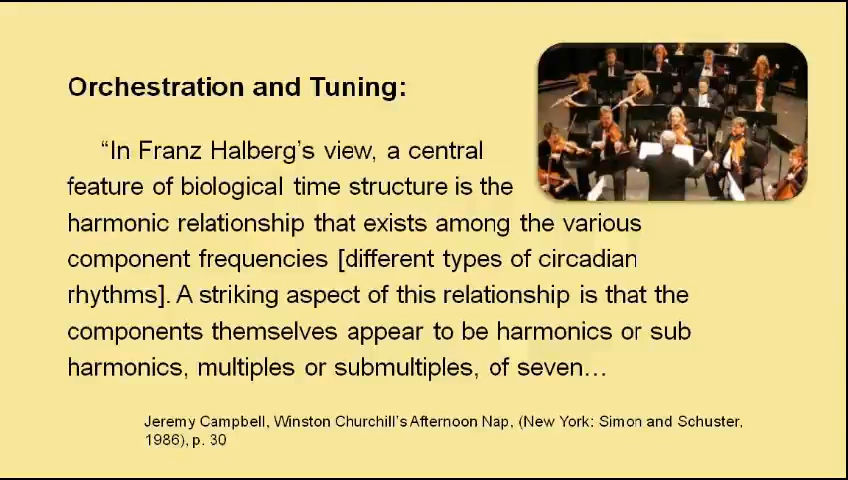 Orchestration and Tuning:
“In Franz Halberg’s view, a central
feature of biological time structure is the
harmonic relationship that exists among the various
component frequencies [different types of circadian
rhythms]. A striking aspect of this relationship is that the
components themselves appear to be harmonics or sub
harmonics, multiples or submultiples, of seven…
Jeremy Campbell, Winston Churchill’s Afternoon Nap, (New York: Simon and Schuster,
1986), p. 30